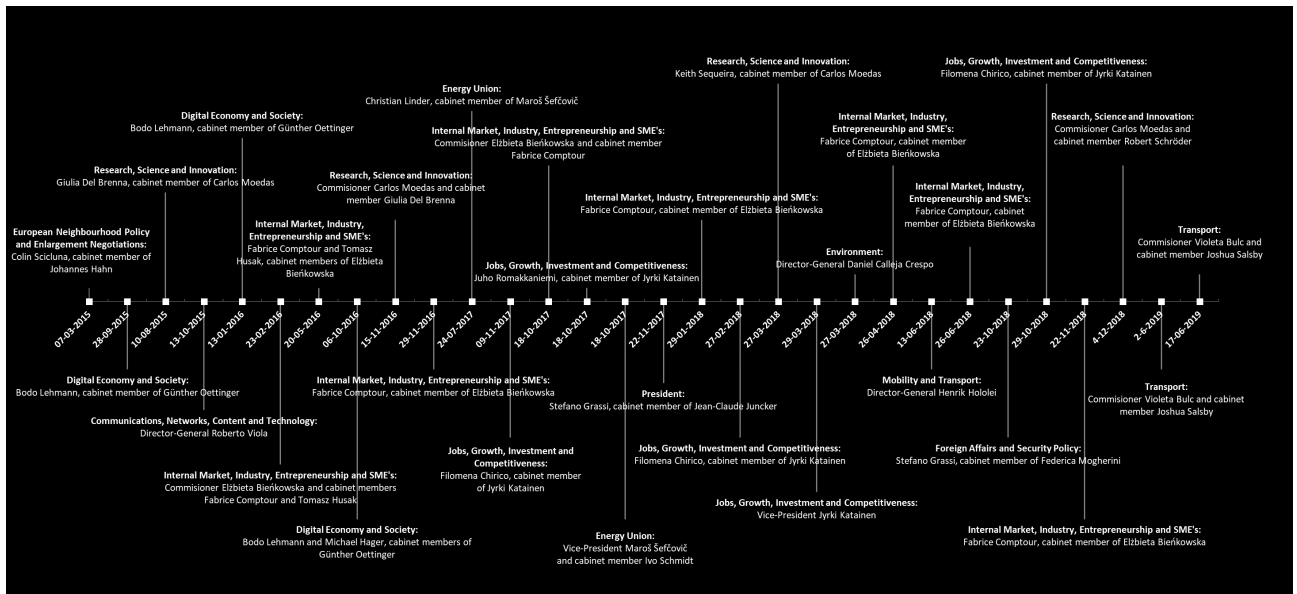 Research, Science and Innovation:
Keith Sequeira, cabinet member of Carlos Moedas
Jobs, Growth, Investment and Competitiveness:
Filomena Chirico, cabinet member of Jyrki Katainen
Energy Union:
Christian Linder, cabinet member of Maroš Šefčovič
Digital Economy and Society:
Bodo Lehmann, cabinet member of Günther Oettinger
Internal Market, Industry, Entrepreneurship and SME's:
Commissioner Elżbieta Bieńkowska and cabinet member
Fabrice Comptour
Internal Market, Industry,
Entrepreneurship and SME's:
Fabrice Comptour, cabinet member
of Elżbieta Bieńkowska
Research, Science and Innovation:
Commisioner Carlos Moedas and
cabinet member Robert Schröder
Research, Science and Innovation:
Giulia Del Brenna, cabinet member of Carlos Moedas
Research, Science and Innovation:
Commisioner Carlos Moedas and cabinet
member Giulia Del Brenna
Internal Market, Industry, Entrepreneurship and SME's:
Fabrice Comptour, cabinet member of Elżbieta Bieńkowska
Internal Market, Industry,
Entrepreneurship and SME's:
Fabrice Comptour, cabinet
member of Elżbieta Bieńkowska
European Neighbourhood Policy
and Enlargement Negotiations:
Colin Scicluna, cabinet member of
Johannes Hahn
Internal Market, Industry,
Entrepreneurship and SME's:
Fabrice Comptour and Tomasz
Husak, cabinet members of Elżbieta
Bieńkowska
Jobs, Growth, Investment and Competitiveness:
Juho Romakkaniemi, cabinet member of Jyrki Katainen
Environment:
Director-General Daniel Calleja Crespo
Transport:
Commisioner Violeta Bulc and
cabinet member Joshua Salsby
07-03-2015
28-09-2015
10-08-2015
13-10-2015
13-01-2016
23-02-2016
20-05-2016
06-10-2016
15-11-2016
29-11-2016
24-07-2017
09-11-2017
18-10-2017
18-10-2017
18-10-2017
22-11-2017
29-01-2018
27-02-2018
27-03-2018
29-03-2018
27-03-2018
26-04-2018
13-06-2018
26-06-2018
23-10-2018
29-10-2018
22-11-2018
4-12-2018
2-6-2019
17-06-2019
Digital Economy and Society:
Bodo Lehmann, cabinet member of Günther Oettinger
Internal Market, Industry, Entrepreneurship and SME's:
Fabrice Comptour, cabinet member of Elżbieta Bieńkowska
President:
Stefano Grassi, cabinet member of Jean-Claude Juncker
Mobility and Transport:
Director-General Henrik Hololei
Transport:
Commisioner Violeta Bulc and cabinet
member Joshua Salsby
Communications, Networks, Content and Technology:
Director-General Roberto Viola
Jobs, Growth, Investment and
Competitiveness:
Filomena Chirico, cabinet member
of Jyrki Katainen
Jobs, Growth, Investment and Competitiveness:
Filomena Chirico, cabinet member of Jyrki Katainen
Foreign Affairs and Security Policy:
Stefano Grassi, cabinet member of Federica Mogherini
Internal Market, Industry, Entrepreneurship and SME's:
Commisioner Elżbieta Bieńkowska and cabinet members
Fabrice Comptour and Tomasz Husak
Jobs, Growth, Investment and Competitiveness:
Vice-President Jyrki Katainen
Digital Economy and Society:
Bodo Lehmann and Michael Hager, cabinet members of
Günther Oettinger
Energy Union:
Vice-President Maroš Šefčovič
and cabinet member Ivo Schmidt
Internal Market, Industry, Entrepreneurship and SME's:
Fabrice Comptour, cabinet member of Elżbieta Bieńkowska